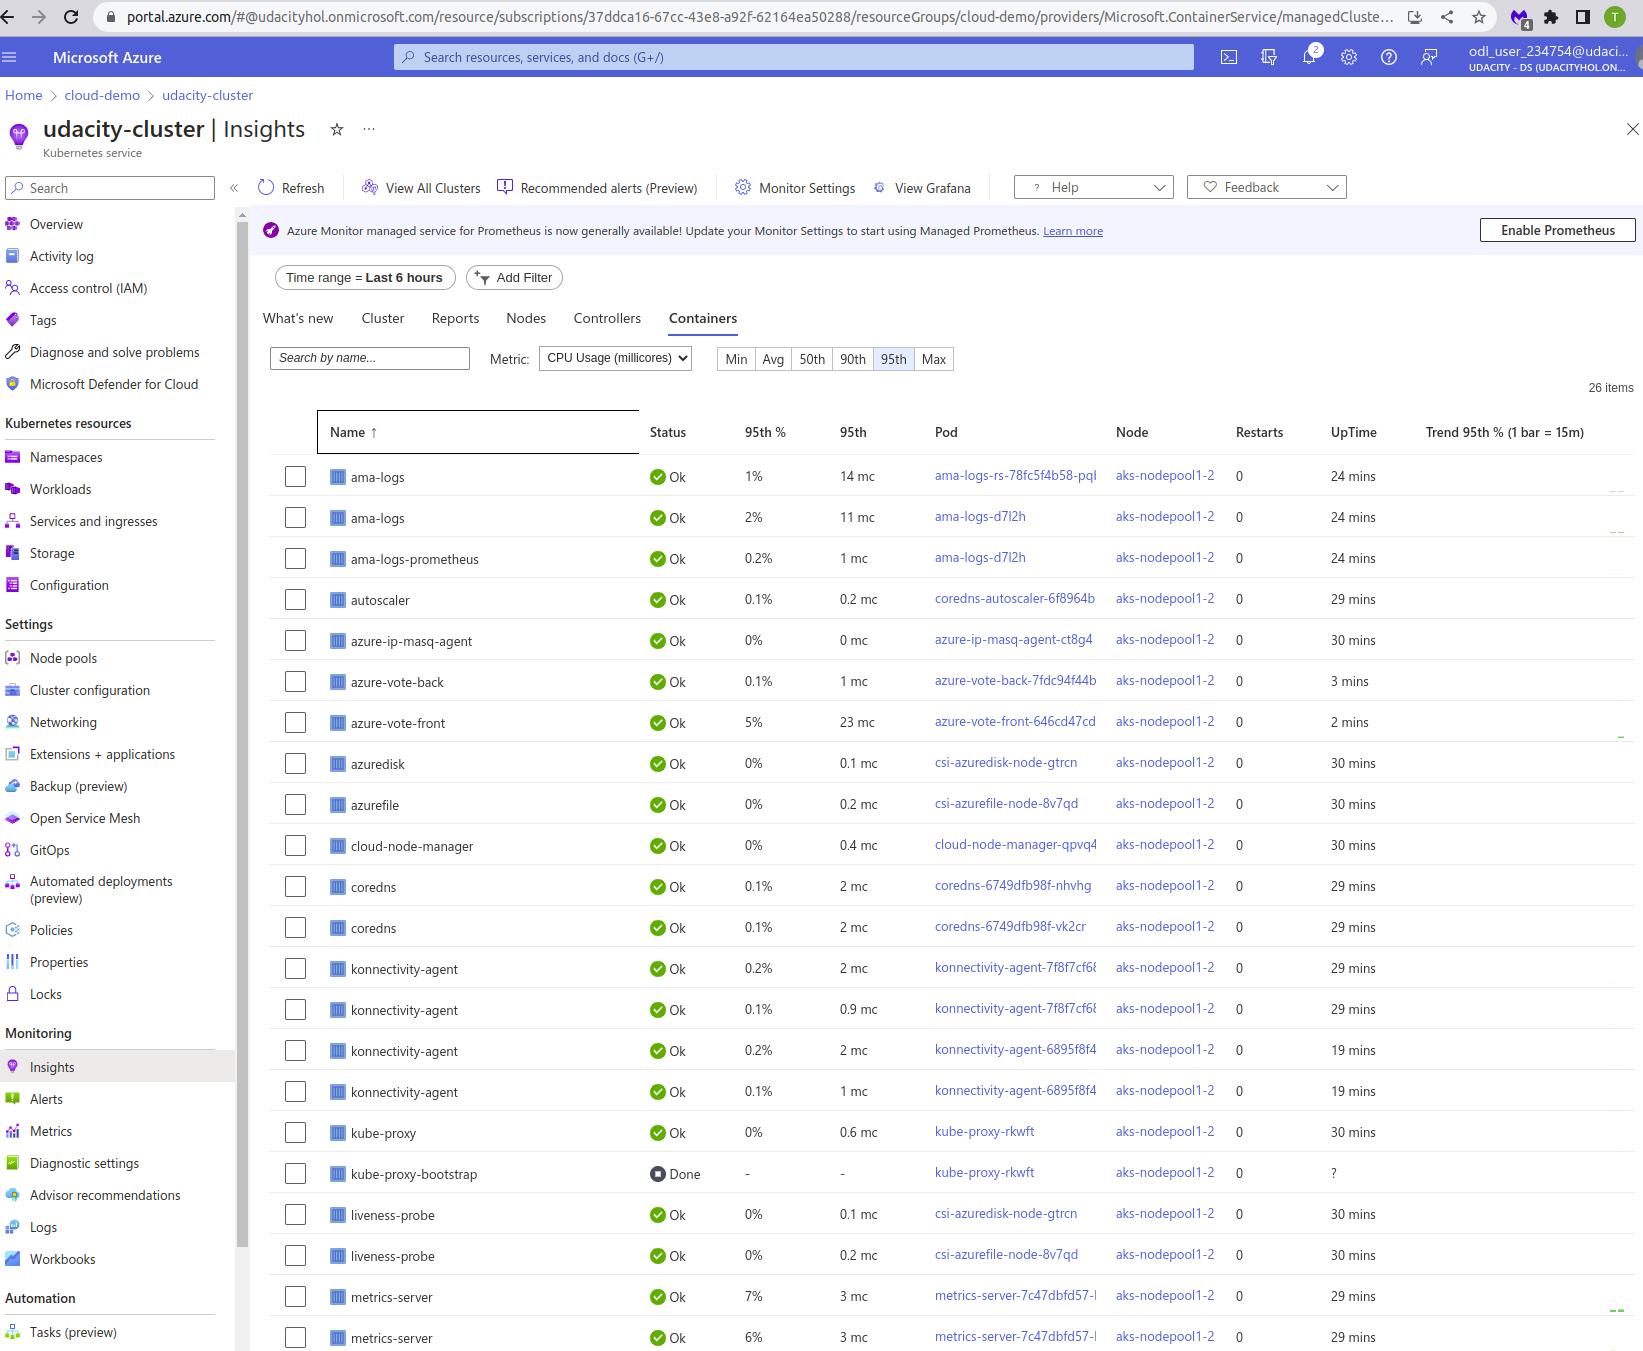 portal.azure.com/#@udacityhol.onmicrosoft.com/resource/subscriptions/37ddca16-67cc-43e8-a92f-62164ea50288/resourceGroups/cloud-demo/providers/Microsoft.ContainerService/managedCluste...
4
T
Microsoft Azure
Search resources, services, and docs (G+/)
2
odl_user_234754@udaci...
UDACITY - DS (UDACITYHOL.ON...
Home > cloud-demo > udacity-cluster
udacity-cluster | Insights
Kubernetes service
Search
Refresh
View All Clusters
Recommended alerts (Preview)
Monitor Settings
View Grafana
? Help
Feedback
Overview
Activity log
Access control (IAM)
Tags
Diagnose and solve problems
Microsoft Defender for Cloud
Kubernetes resources
Namespaces
Workloads
Services and ingresses
Storage
Configuration
Settings
Node pools
Cluster configuration
Networking
Extensions + applications
Backup (preview)
Open Service Mesh
GitOps
Automated deployments
(preview)
Policies
Properties
Locks
Monitoring
Insights
Alerts
Metrics
Diagnostic settings
Advisor recommendations
Logs
Workbooks
Automation
Tasks (preview)
Azure Monitor managed service for Prometheus is now generally available! Update your Monitor Settings to start using Managed Prometheus. Learn more
Enable Prometheus
Time range = Last 6 hours
Add Filter
What's new Cluster Reports Nodes Controllers Containers
Search by name...
Metric: CPU Usage (millicores)
Min Avg 50th 90th 95th Max
26 items
Name ↑ Status 95th % 95th Pod Node Restarts UpTime Trend 95th % (1 bar = 15m)
ama-logs Ok 1% 14 mc ama-logs-rs-78fc5f4b58-pql aks-nodepool1-2 0 24 mins
ama-logs Ok 2% 11 mc ama-logs-d7l2h aks-nodepool1-2 0 24 mins
ama-logs-prometheus Ok 0.2% 1 mc ama-logs-d7l2h aks-nodepool1-2 0 24 mins
autoscaler Ok 0.1% 0.2 mc coredns-autoscaler-6f8964b aks-nodepool1-2 0 29 mins
azure-ip-masq-agent Ok 0% 0 mc azure-ip-masq-agent-ct8g4 aks-nodepool1-2 0 30 mins
azure-vote-back Ok 0.1% 1 mc azure-vote-back-7fdc94f44b aks-nodepool1-2 0 3 mins
azure-vote-front Ok 5% 23 mc azure-vote-front-646cd47cd aks-nodepool1-2 0 2 mins
azuredisk Ok 0% 0.1 mc csi-azuredisk-node-gtrcn aks-nodepool1-2 0 30 mins
azurefile Ok 0% 0.2 mc csi-azurefile-node-8v7qd aks-nodepool1-2 0 30 mins
cloud-node-manager Ok 0% 0.4 mc cloud-node-manager-qpvq4 aks-nodepool1-2 0 30 mins
coredns Ok 0.1% 2 mc coredns-6749dfb98f-nhvhg aks-nodepool1-2 0 29 mins
coredns Ok 0.1% 2 mc coredns-6749dfb98f-vk2cr aks-nodepool1-2 0 29 mins
konnectivity-agent Ok 0.2% 2 mc konnectivity-agent-7f8f7cf68 aks-nodepool1-2 0 29 mins
konnectivity-agent Ok 0.1% 0.9 mc konnectivity-agent-7f8f7cf68 aks-nodepool1-2 0 29 mins
konnectivity-agent Ok 0.2% 2 mc konnectivity-agent-6895f8f4 aks-nodepool1-2 0 19 mins
konnectivity-agent Ok 0.1% 1 mc konnectivity-agent-6895f8f4 aks-nodepool1-2 0 19 mins
kube-proxy Ok 0% 0.6 mc kube-proxy-rkwft aks-nodepool1-2 0 30 mins
kube-proxy-bootstrap Done - - kube-proxy-rkwft aks-nodepool1-2 0 ?
liveness-probe Ok 0% 0.1 mc csi-azuredisk-node-gtrcn aks-nodepool1-2 0 30 mins
liveness-probe Ok 0% 0.2 mc csi-azurefile-node-8v7qd aks-nodepool1-2 0 30 mins
metrics-server Ok 7% 3 mc metrics-server-7c47dbfd57- aks-nodepool1-2 0 29 mins
metrics-server Ok 6% 3 mc metrics-server-7c47dbfd57- aks-nodepool1-2 0 29 mins